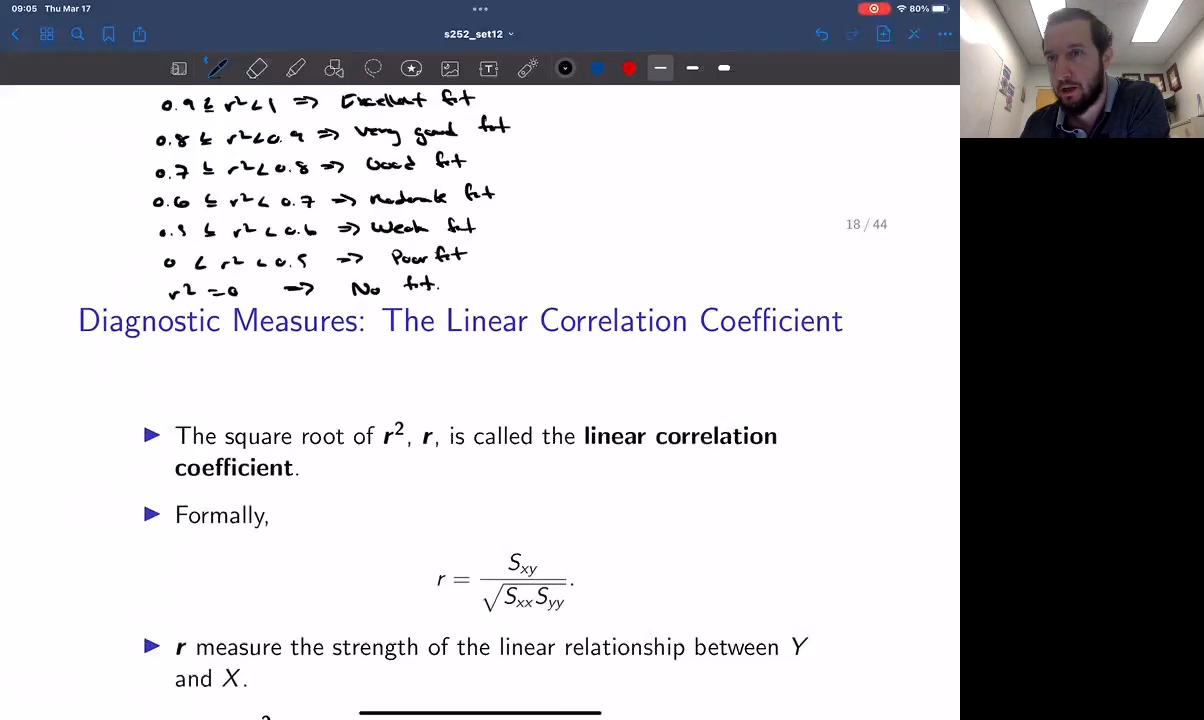 09:05 Thu Mar 17
80%
s252_set12
0.9 ≤ r² < 1 => Excellent fit
0.8 ≤ r² < 0.9 => Very good fit
0.7 ≤ r² < 0.8 => Good fit
0.6 ≤ r² < 0.7 => Moderate fit
0.5 ≤ r² < 0.6 => Weak fit
0 < r² < 0.5 => Poor fit
r² = 0 => No fit.
18 / 44
Diagnostic Measures: The Linear Correlation Coefficient
▶ The square root of r², r, is called the linear correlation
coefficient.
▶ Formally,
r = Sxy / √SxxSyy.
▶ r measure the strength of the linear relationship between Y
and X.